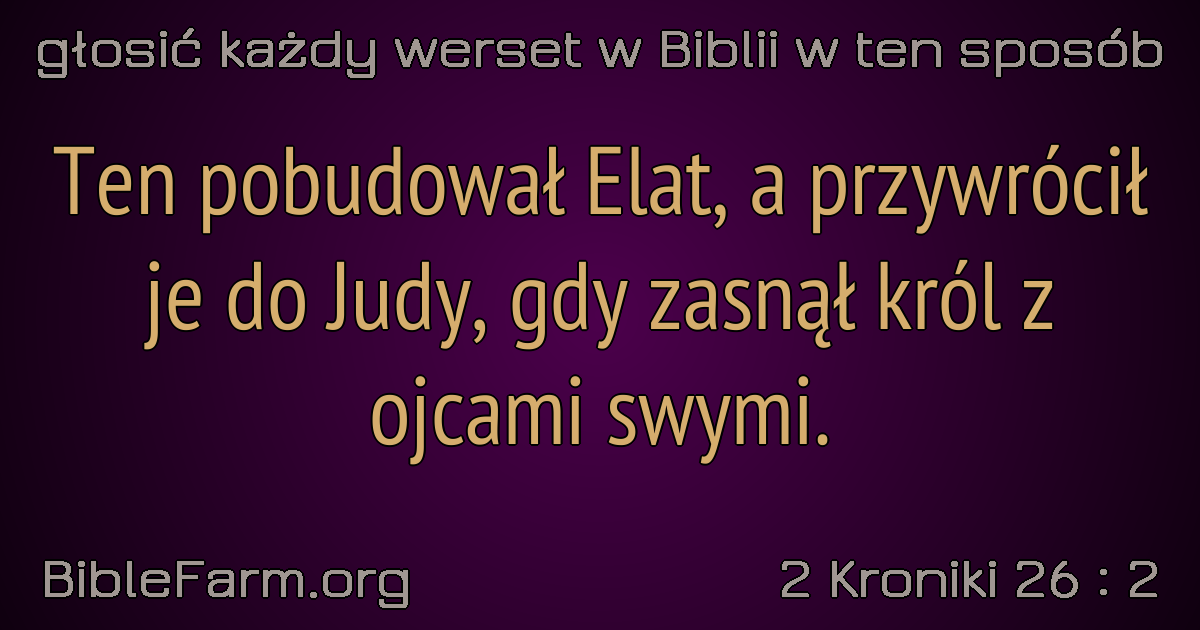 głosić każdy werset w Biblii w ten sposób
Ten pobudował Elat, a przywrócił
je do Judy, gdy zasnął król z
ojcami swymi.
BibleFarm.org
2 Kroniki 26 : 2